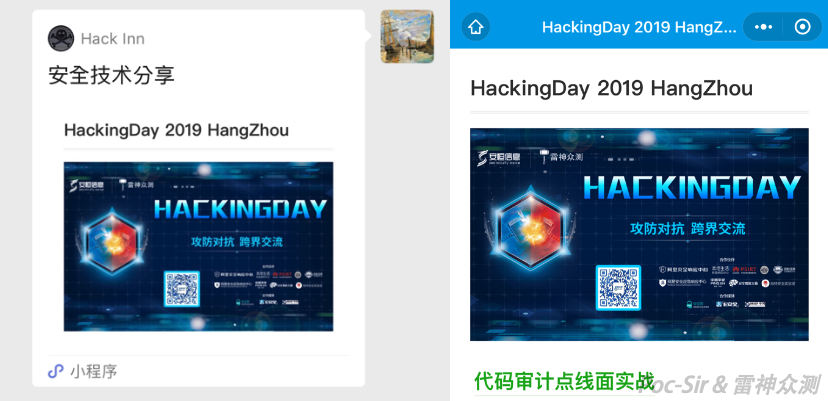 Hack Inn
安全技术分享
HackingDay 2019 HangZhou
安恒信息
雷神众测
HACKINGDAY
攻防对抗 跨界交流
小程序
HackingDay 2019 HangZ...
HackingDay 2019 HangZhou
安恒信息
雷神众测
HACKINGDAY
攻防对抗 跨界交流
代码审计点线面实战
oc-Sir & 雷神众测